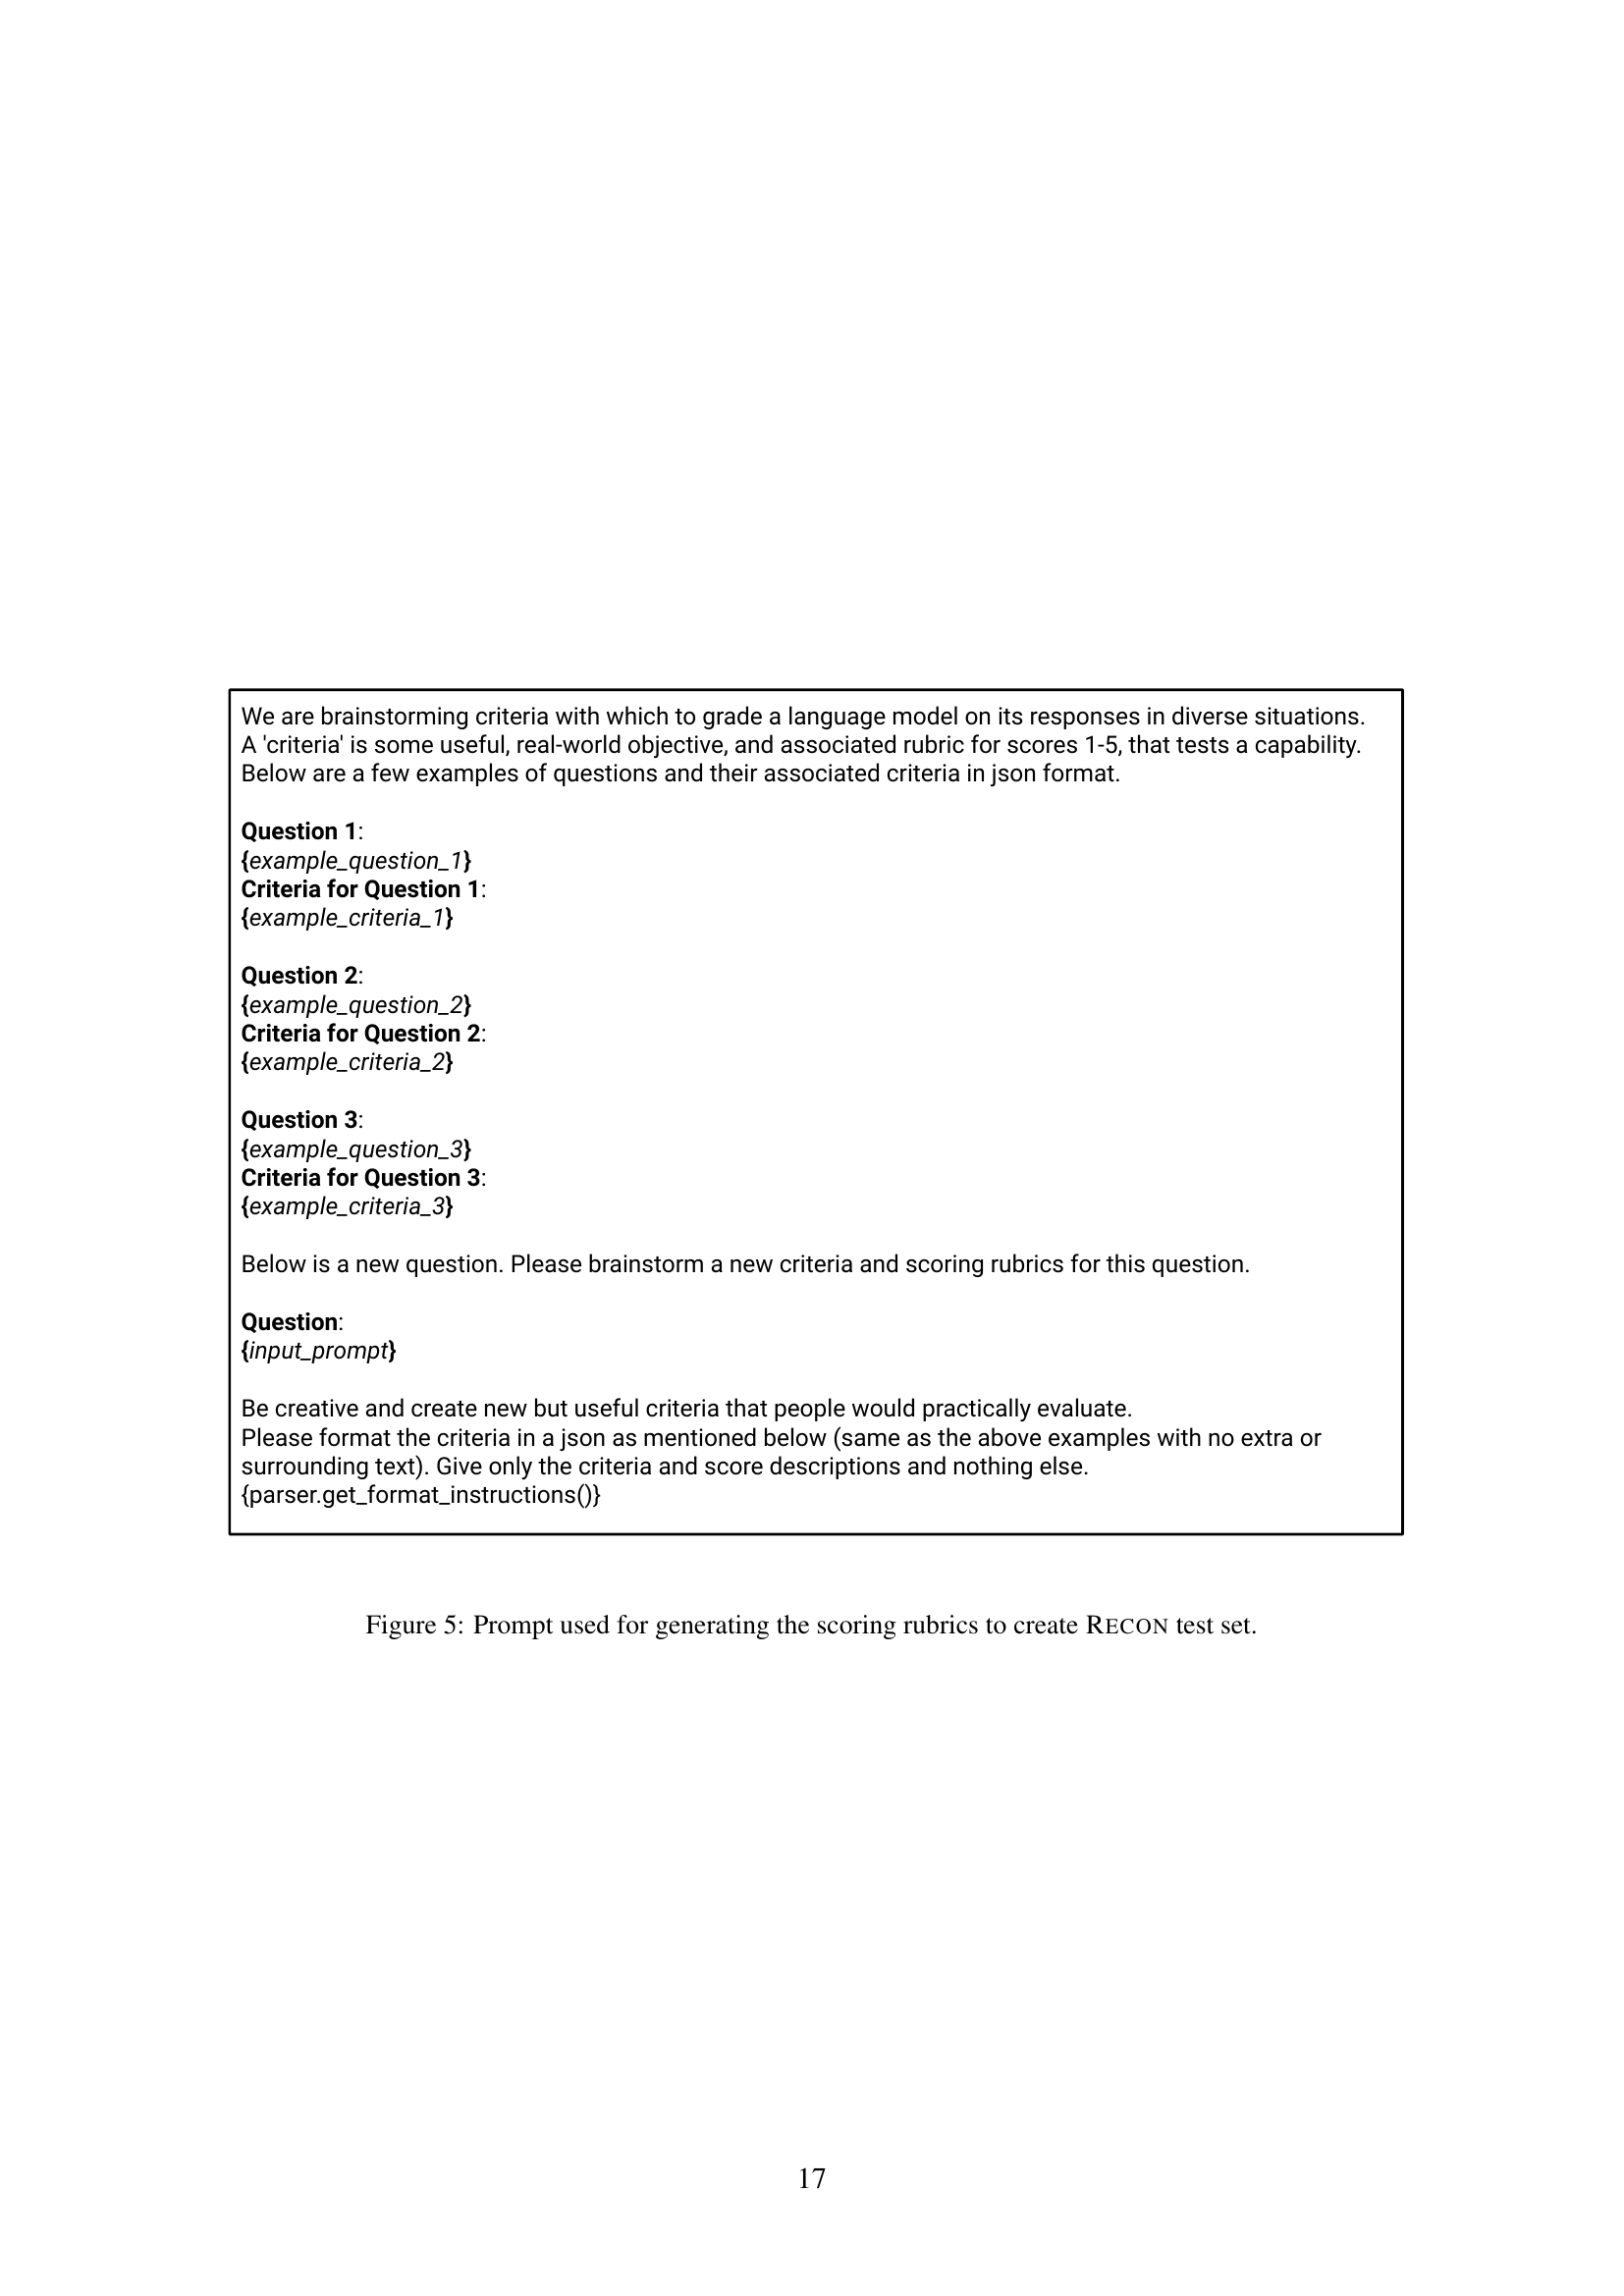 We are brainstorming criteria with which to grade a language model on its responses in diverse situations.
A 'criteria' is some useful, real-world objective, and associated rubric for scores 1-5, that tests a capability.
Below are a few examples of questions and their associated criteria in json format.
Question 1:
{example_question_1}
Criteria for Question 1:
{example_criteria_1}
Question 2:
{example_question_2}
Criteria for Question 2:
{example_criteria_2}
Question 3:
{example_question_3}
Criteria for Question 3:
{example_criteria_3}
Below is a new question. Please brainstorm a new criteria and scoring rubrics for this question.
Question:
{input_prompt}
Be creative and create new but useful criteria that people would practically evaluate.
Please format the criteria in a json as mentioned below (same as the above examples with no extra or
surrounding text). Give only the criteria and score descriptions and nothing else.
{parser.get_format_instructions()}
Figure 5: Prompt used for generating the scoring rubrics to create RECON test set.
17